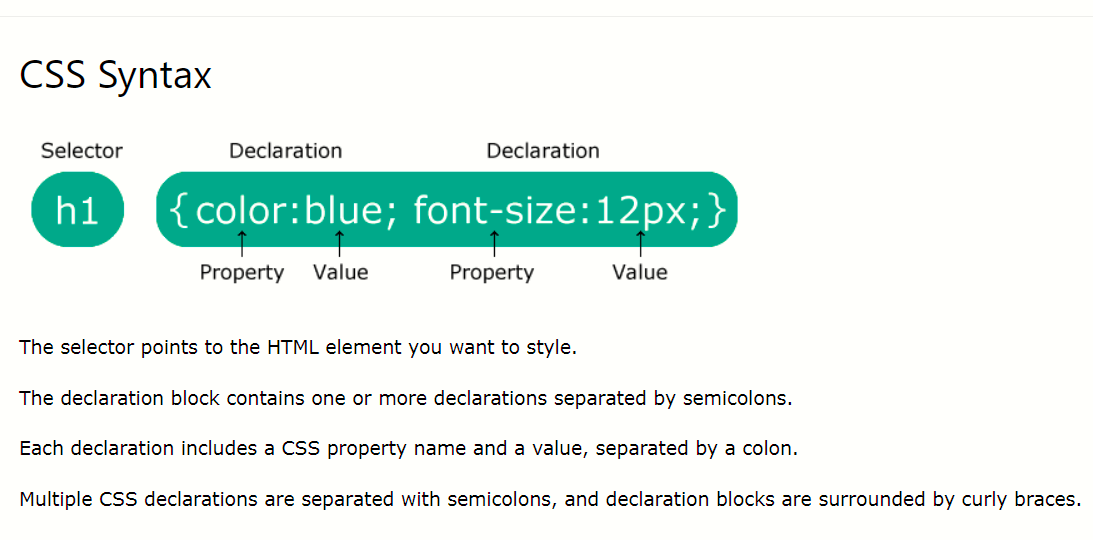 CSS Syntax
Selector Declaration Declaration
h1 {color:blue; font-size:12px;}
Property Value Property Value
The selector points to the HTML element you want to style.
The declaration block contains one or more declarations separated by semicolons.
Each declaration includes a CSS property name and a value, separated by a colon.
Multiple CSS declarations are separated with semicolons, and declaration blocks are surrounded by curly braces.